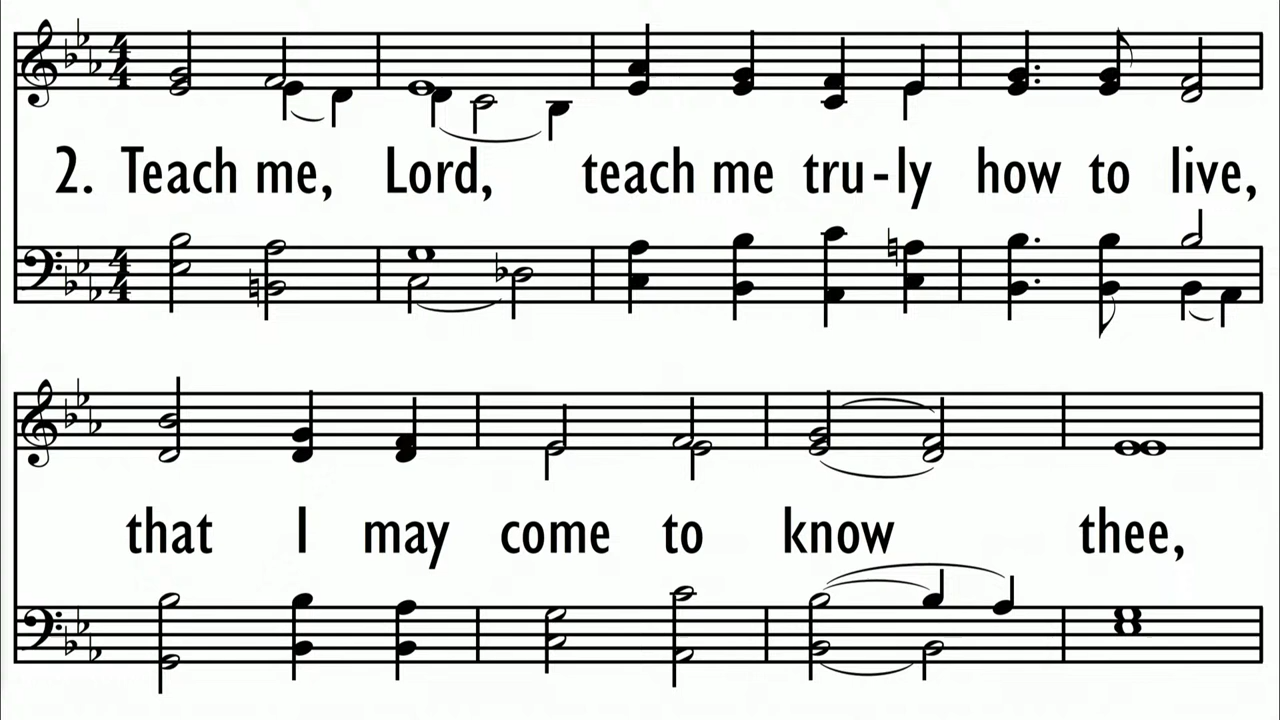 2. Teach me, Lord, teach me tru-ly how to live,
that I may come to know thee,